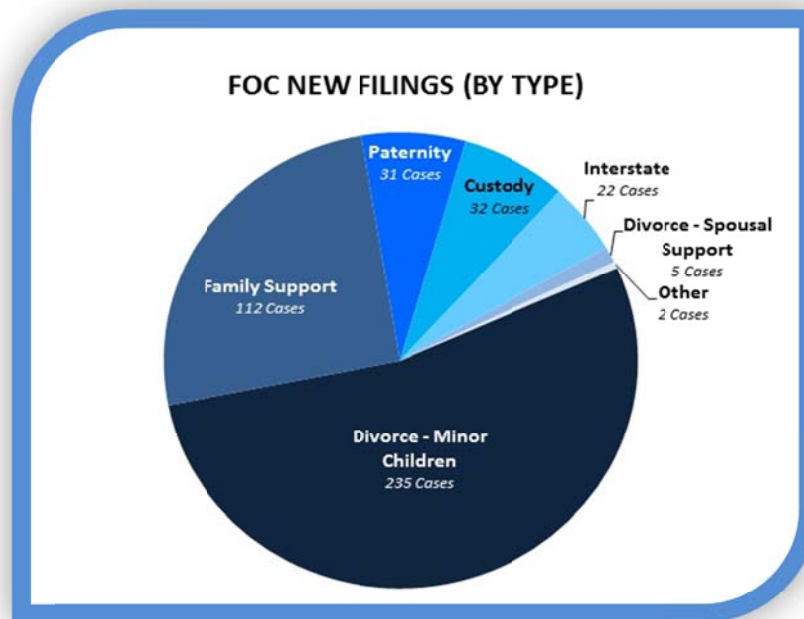 FOC NEW FILINGS (BY TYPE)
Paternity
31 Cases
Custody
32 Cases
Interstate
22 Cases
Divorce - Spousal
Support
5 Cases
Other
2 Cases
Family Support
112 Cases
Divorce - Minor
Children
235 Cases